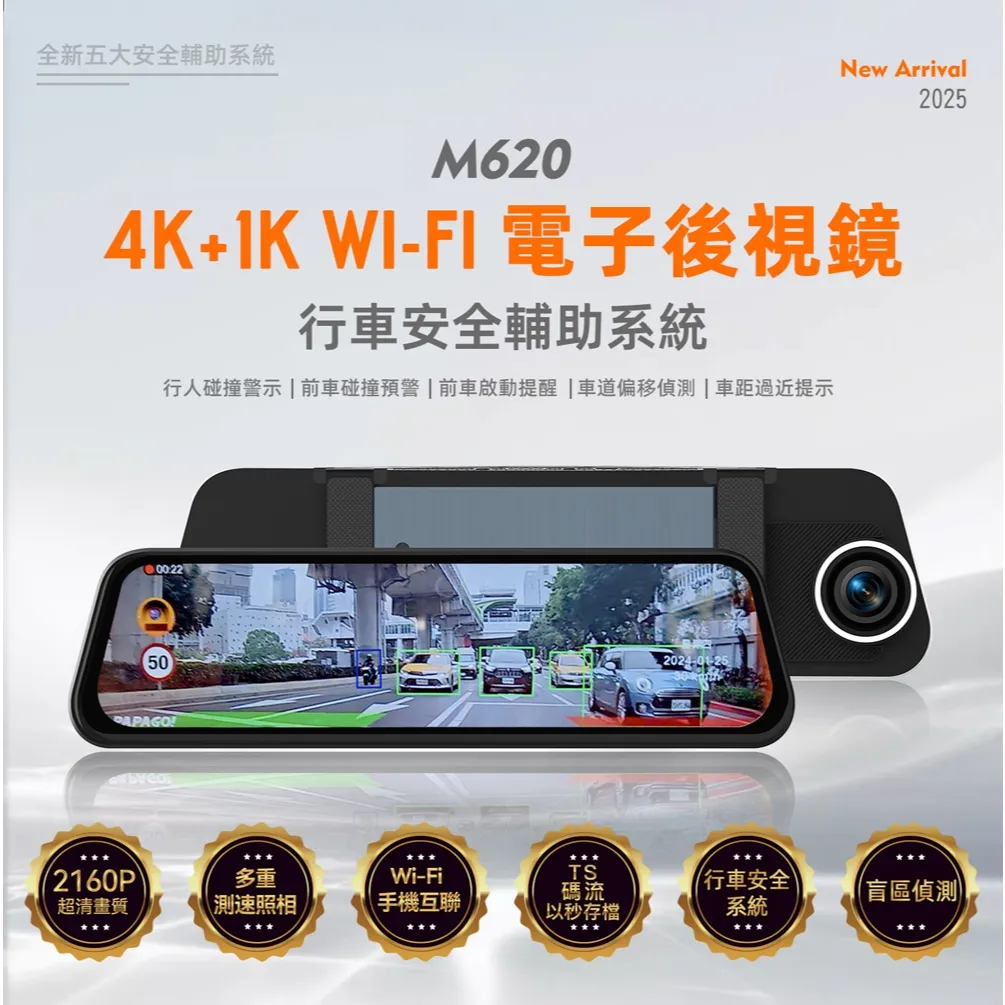 全新五大安全輔助系統
New Arrival
2025
M620
4K+1K WI-FI 電子後視鏡
行車安全輔助系統
行人碰撞警示 | 前車碰撞預警 | 前車啟動提醒 | 車道偏移偵測 | 車距過近提示
00:22
50
2024-01-25
30 km/h
PAPAGO!
2160P
超清畫質
多重
測速照相
Wi-Fi
手機互聯
TS
碼流
以秒存檔
行車安全
系統
盲區偵測